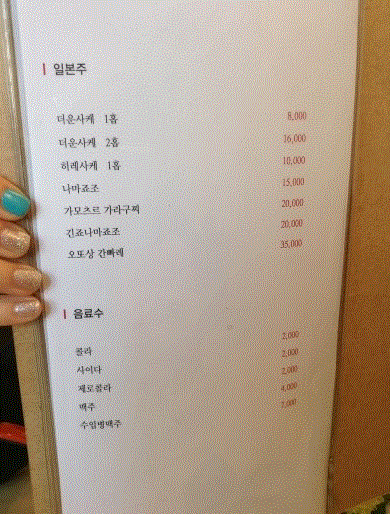 일본주
더운사케 1홉 8,000
더운사케 2홉 16,000
히레사케 1홉 10,000
나마죠조 15,000
가모츠르 가라구찌 20,000
긴죠나마죠조 20,000
오또상 간빠레 35,000
음료수
콜라 2,000
사이다 2,000
제로콜라 2,000
맥주 4,000
수입병맥주 7,000